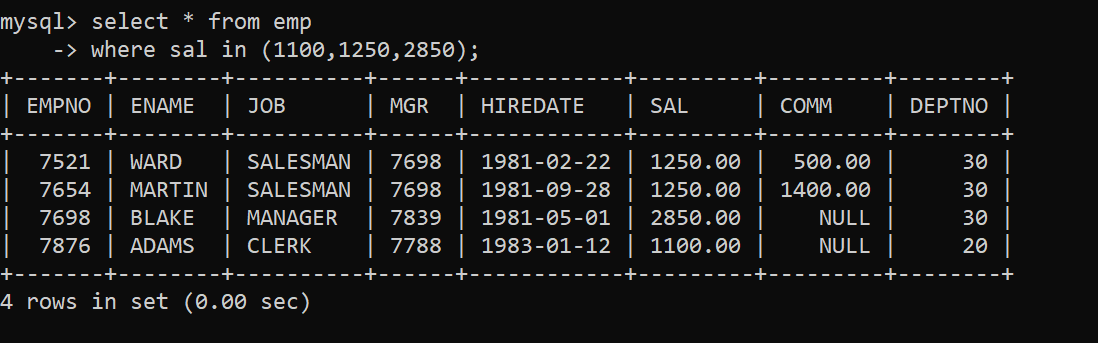 mysql> select * from emp
    -> where sal in (1100,1250,2850);
+-------+--------+----------+------+------------+---------+---------+--------+
| EMPNO | ENAME  | JOB      | MGR  | HIREDATE   | SAL     | COMM    | DEPTNO |
+-------+--------+----------+------+------------+---------+---------+--------+
|  7521 | WARD   | SALESMAN | 7698 | 1981-02-22 | 1250.00 |  500.00 |     30 |
|  7654 | MARTIN | SALESMAN | 7698 | 1981-09-28 | 1250.00 | 1400.00 |     30 |
|  7698 | BLAKE  | MANAGER  | 7839 | 1981-05-01 | 2850.00 |    NULL |     30 |
|  7876 | ADAMS  | CLERK    | 7788 | 1983-01-12 | 1100.00 |    NULL |     20 |
+-------+--------+----------+------+------------+---------+---------+--------+
4 rows in set (0.00 sec)